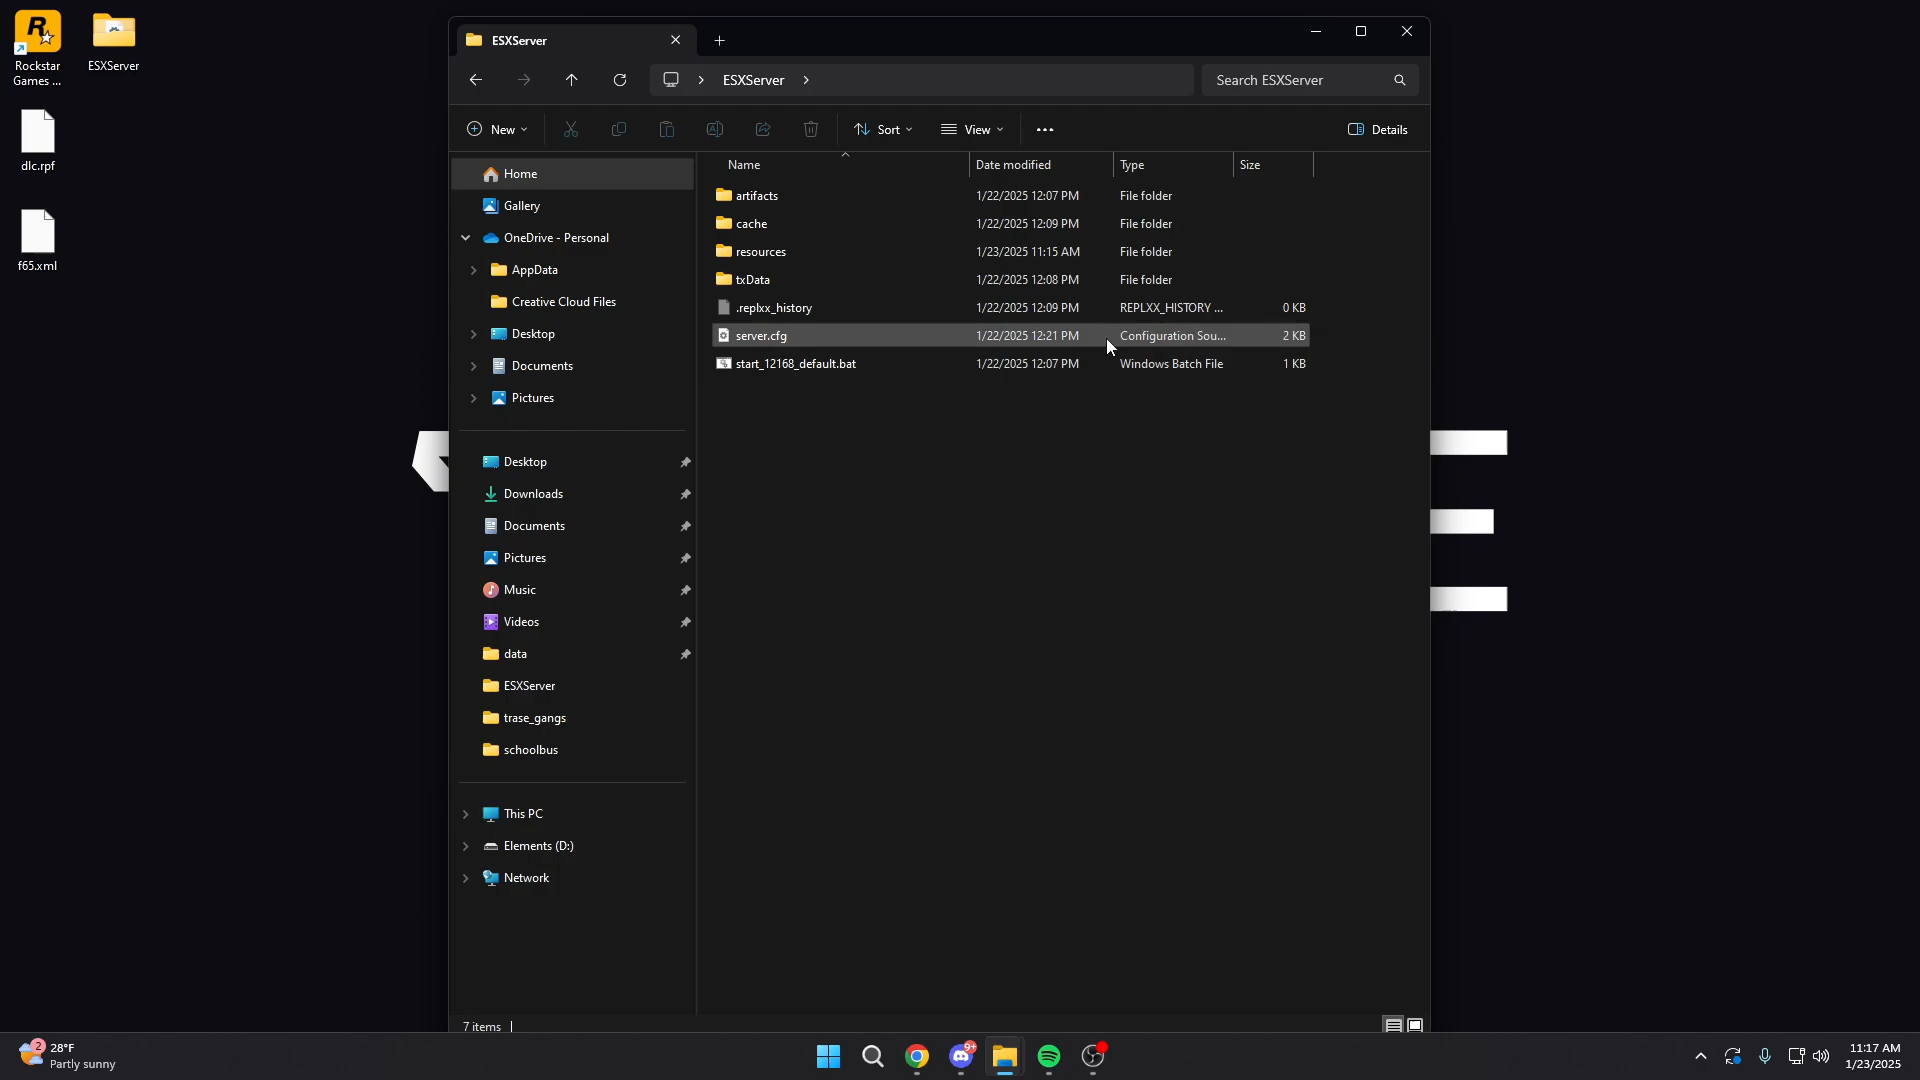 Rockstar
Games ...
ESXServer
dlc.rpf
f65.xml
ESXServer
ESXServer
Search ESXServer
New
Sort
View
Details
Home
Gallery
OneDrive - Personal
AppData
Creative Cloud Files
Desktop
Documents
Pictures
Desktop
Downloads
Documents
Pictures
Music
Videos
data
ESXServer
trase_gangs
schoolbus
This PC
Elements (D:)
Network
Name Date modified Type Size
artifacts 1/22/2025 12:07 PM File folder
cache 1/22/2025 12:09 PM File folder
resources 1/23/2025 11:15 AM File folder
txData 1/22/2025 12:08 PM File folder
.replxx_history 1/22/2025 12:09 PM REPLXX_HISTORY ... 0 KB
server.cfg 1/22/2025 12:21 PM Configuration Sou... 2 KB
start_12168_default.bat 1/22/2025 12:07 PM Windows Batch File 1 KB
7 items
2
28°F
Partly sunny
9+
11:17 AM
1/23/2025